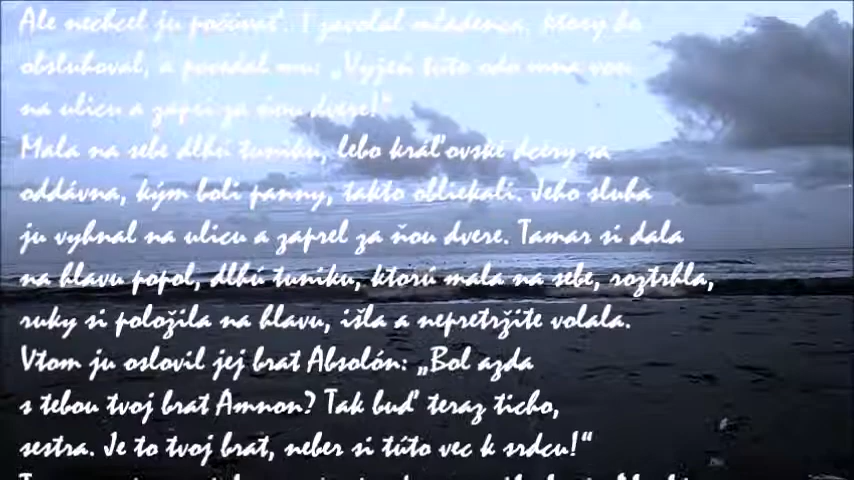 Ale nechcel ju počúvať. I zavolal mládenca, ktorý ho
obsluhoval, a povedal mu: „Vyžeň túto odo mňa von
na ulicu a zapri za ňou dvere!“
Mala na sebe dlhú tuniku, lebo kráľovské dcéry sa
oddávna, kým boli panny, takto obliekali. Jeho sluha
ju vyhnal na ulicu a zaprel za ňou dvere. Tamar si dala
na hlavu popol, dlhú tuniku, ktorú mala na sebe, roztrhla,
ruky si položila na hlavu, išla a nepretržite volala.
Vtom ju oslovil jej brat Absolón: „Bol azda
s tebou tvoj brat Amnon? Tak buď teraz ticho,
sestra. Je to tvoj brat, neber si túto vec k srdcu!“